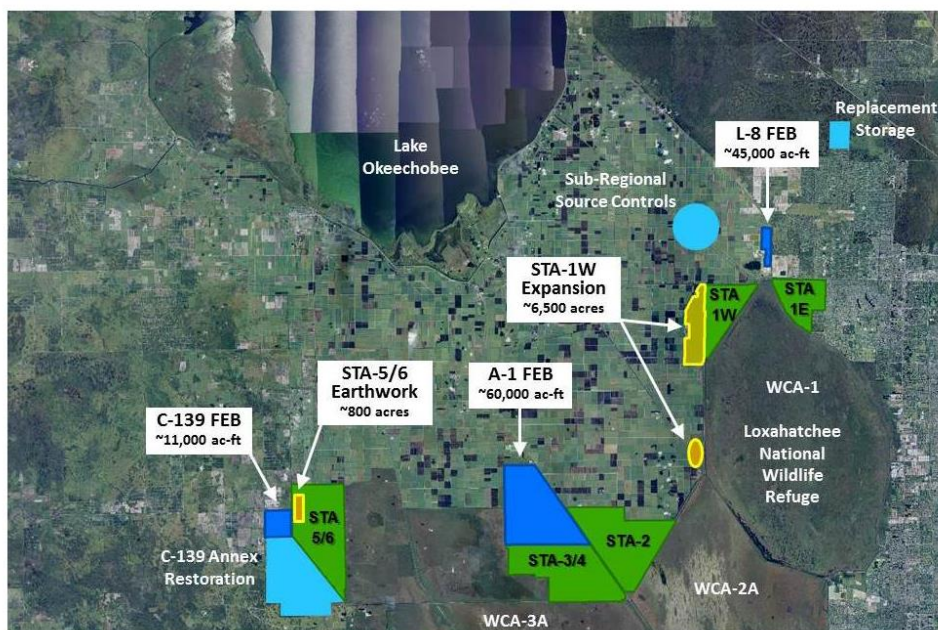 Lake
Okeechobee
Replacement
Storage
L-8 FEB
~45,000 ac-ft
Sub-Regional
Source Controls
STA-1W
Expansion
~6,500 acres
STA
1W
STA
1E
STA-5/6
Earthwork
~800 acres
A-1 FEB
~60,000 ac-ft
C-139 FEB
~11,000 ac-ft
WCA-1
Loxahatchee
National
Wildlife
Refuge
STA
5/6
C-139 Annex
Restoration
STA-3/4
STA-2
WCA-2A
WCA-3A